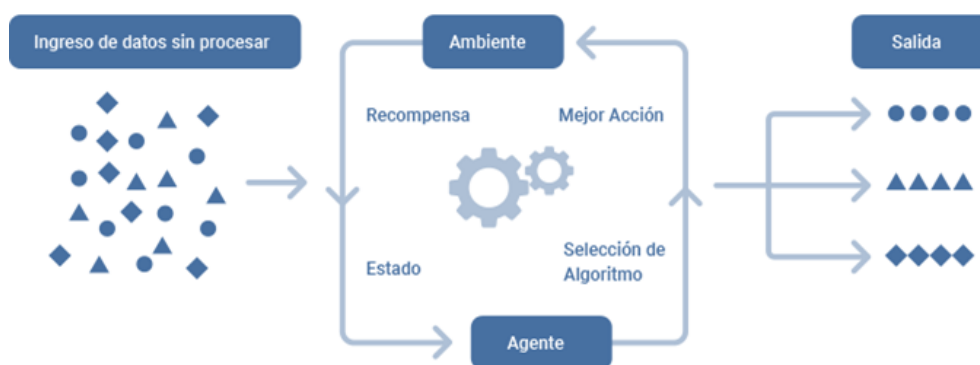 Ingreso de datos sin procesar
Ambiente
Salida
Recompensa
Mejor Acción
Estado
Selección de
Algoritmo
Agente